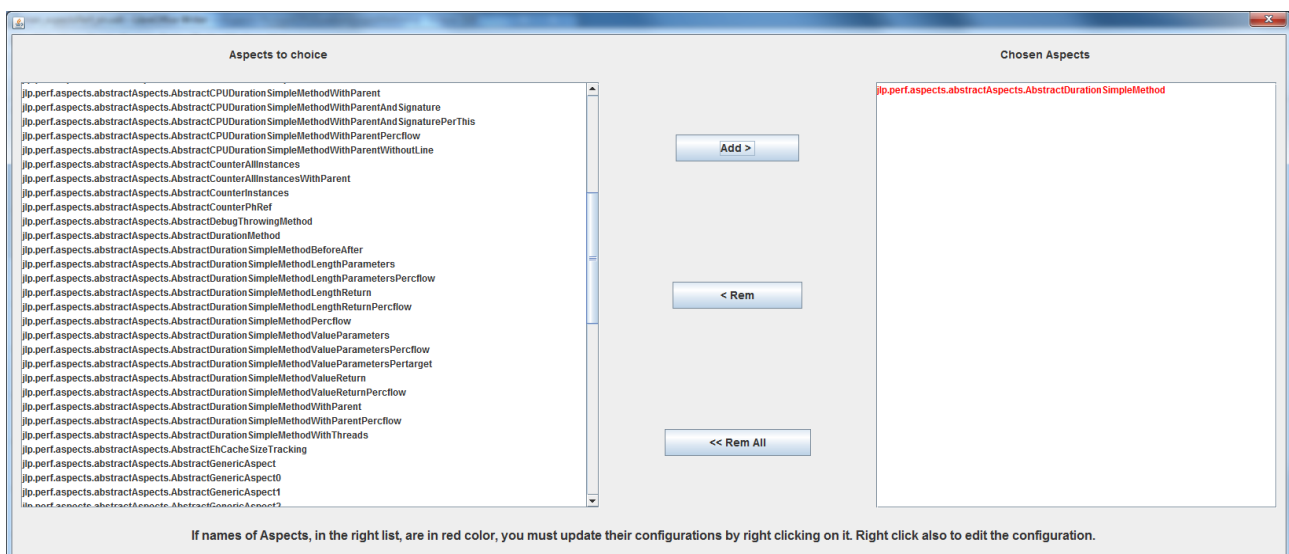 Aspects to choice
Chosen Aspects
jlp.perf.aspects.abstractAspects.AbstractCPUDurationSimpleMethodWithParent
jlp.perf.aspects.abstractAspects.AbstractCPUDurationSimpleMethodWithParentAndSignature
jlp.perf.aspects.abstractAspects.AbstractCPUDurationSimpleMethodWithParentAndSignaturePerThis
jlp.perf.aspects.abstractAspects.AbstractCPUDurationSimpleMethodWithParentPercflow
jlp.perf.aspects.abstractAspects.AbstractCPUDurationSimpleMethodWithParentWithoutLine
jlp.perf.aspects.abstractAspects.AbstractCounterAllInstances
jlp.perf.aspects.abstractAspects.AbstractCounterAllInstancesWithParent
jlp.perf.aspects.abstractAspects.AbstractCounterInstances
jlp.perf.aspects.abstractAspects.AbstractCounterPhRef
jlp.perf.aspects.abstractAspects.AbstractDebugThrowingMethod
jlp.perf.aspects.abstractAspects.AbstractDurationMethod
jlp.perf.aspects.abstractAspects.AbstractDurationSimpleMethodBeforeAfter
jlp.perf.aspects.abstractAspects.AbstractDurationSimpleMethodLengthParameters
jlp.perf.aspects.abstractAspects.AbstractDurationSimpleMethodLengthParametersPercflow
jlp.perf.aspects.abstractAspects.AbstractDurationSimpleMethodLengthReturn
jlp.perf.aspects.abstractAspects.AbstractDurationSimpleMethodLengthReturnPercflow
jlp.perf.aspects.abstractAspects.AbstractDurationSimpleMethodPercflow
jlp.perf.aspects.abstractAspects.AbstractDurationSimpleMethodValueParameters
jlp.perf.aspects.abstractAspects.AbstractDurationSimpleMethodValueParametersPercflow
jlp.perf.aspects.abstractAspects.AbstractDurationSimpleMethodValueParametersPertarget
jlp.perf.aspects.abstractAspects.AbstractDurationSimpleMethodValueReturn
jlp.perf.aspects.abstractAspects.AbstractDurationSimpleMethodValueReturnPercflow
jlp.perf.aspects.abstractAspects.AbstractDurationSimpleMethodWithParent
jlp.perf.aspects.abstractAspects.AbstractDurationSimpleMethodWithParentPercflow
jlp.perf.aspects.abstractAspects.AbstractDurationSimpleMethodWithThreads
jlp.perf.aspects.abstractAspects.AbstractEhCacheSizeTracking
jlp.perf.aspects.abstractAspects.AbstractGenericAspect
jlp.perf.aspects.abstractAspects.AbstractGenericAspect0
jlp.perf.aspects.abstractAspects.AbstractGenericAspect1
jlp.perf.aspects.abstractAspects.AbstractGenericAspect2
Add >
< Rem
<< Rem All
jlp.perf.aspects.abstractAspects.AbstractDurationSimpleMethod
If names of Aspects, in the right list, are in red color, you must update their configurations by right clicking on it. Right click also to edit the configuration.